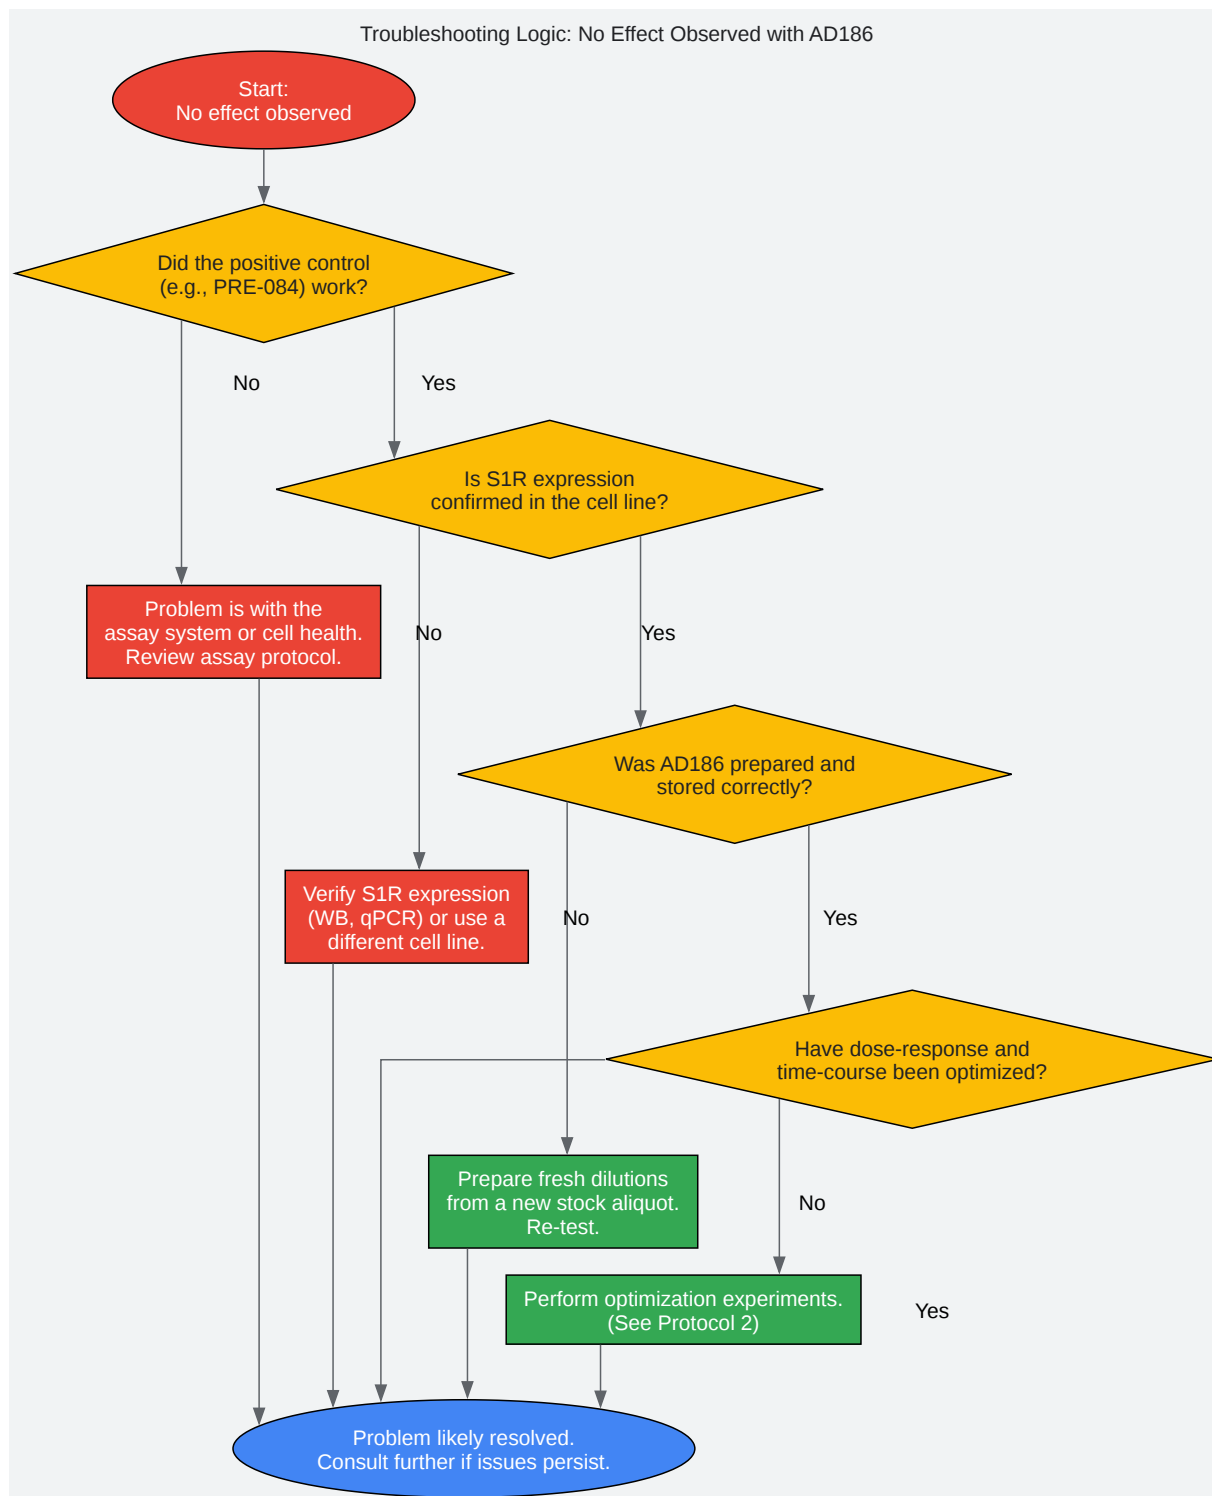 Troubleshooting Logic: No Effect Observed with AD186
Start:
No effect observed
Did the positive control
(e.g., PRE-084) work?
No
Yes
Is S1R expression
confirmed in the cell line?
Problem is with the
assay system or cell health.
Review assay protocol.
No
Yes
Was AD186 prepared and
stored correctly?
Verify S1R expression
(WB, qPCR) or use a
different cell line.
No
Yes
Have dose-response and
time-course been optimized?
Prepare fresh dilutions
from a new stock aliquot.
Re-test.
No
Perform optimization experiments.
(See Protocol 2)
Yes
Problem likely resolved.
Consult further if issues persist.